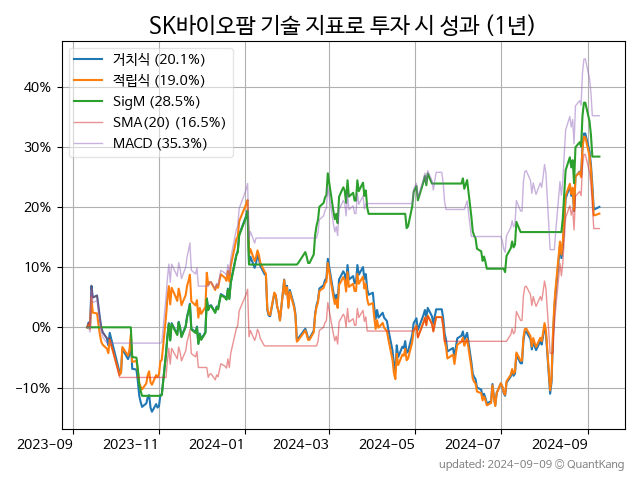 SK바이오팜 기술 지표로 투자 시 성과 (1년)
거치식 (20.1%)
적립식 (19.0%)
SigM (28.5%)
SMA(20) (16.5%)
MACD (35.3%)
40%
30%
20%
10%
0%
−10%
2023-09 2023-11 2024-01 2024-03 2024-05 2024-07 2024-09
updated: 2024-09-09 © QuantKang